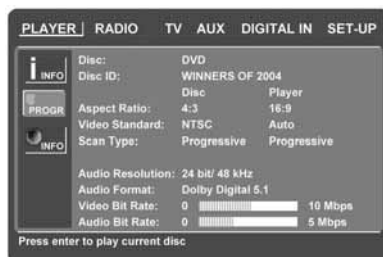 PLAYER RADIO TV AUX DIGITAL IN SET-UP
INFO
PROGR
INFO
Disc: DVD
Disc ID: WINNERS OF 2004
Disc Player
Aspect Ratio: 4:3 16:9
Video Standard: NTSC Auto
Scan Type: Progressive Progressive
Audio Resolution: 24 bit/ 48 kHz
Audio Format: Dolby Digital 5.1
Video Bit Rate: 0 10 Mbps
Audio Bit Rate: 0 5 Mbps
Press enter to play current disc